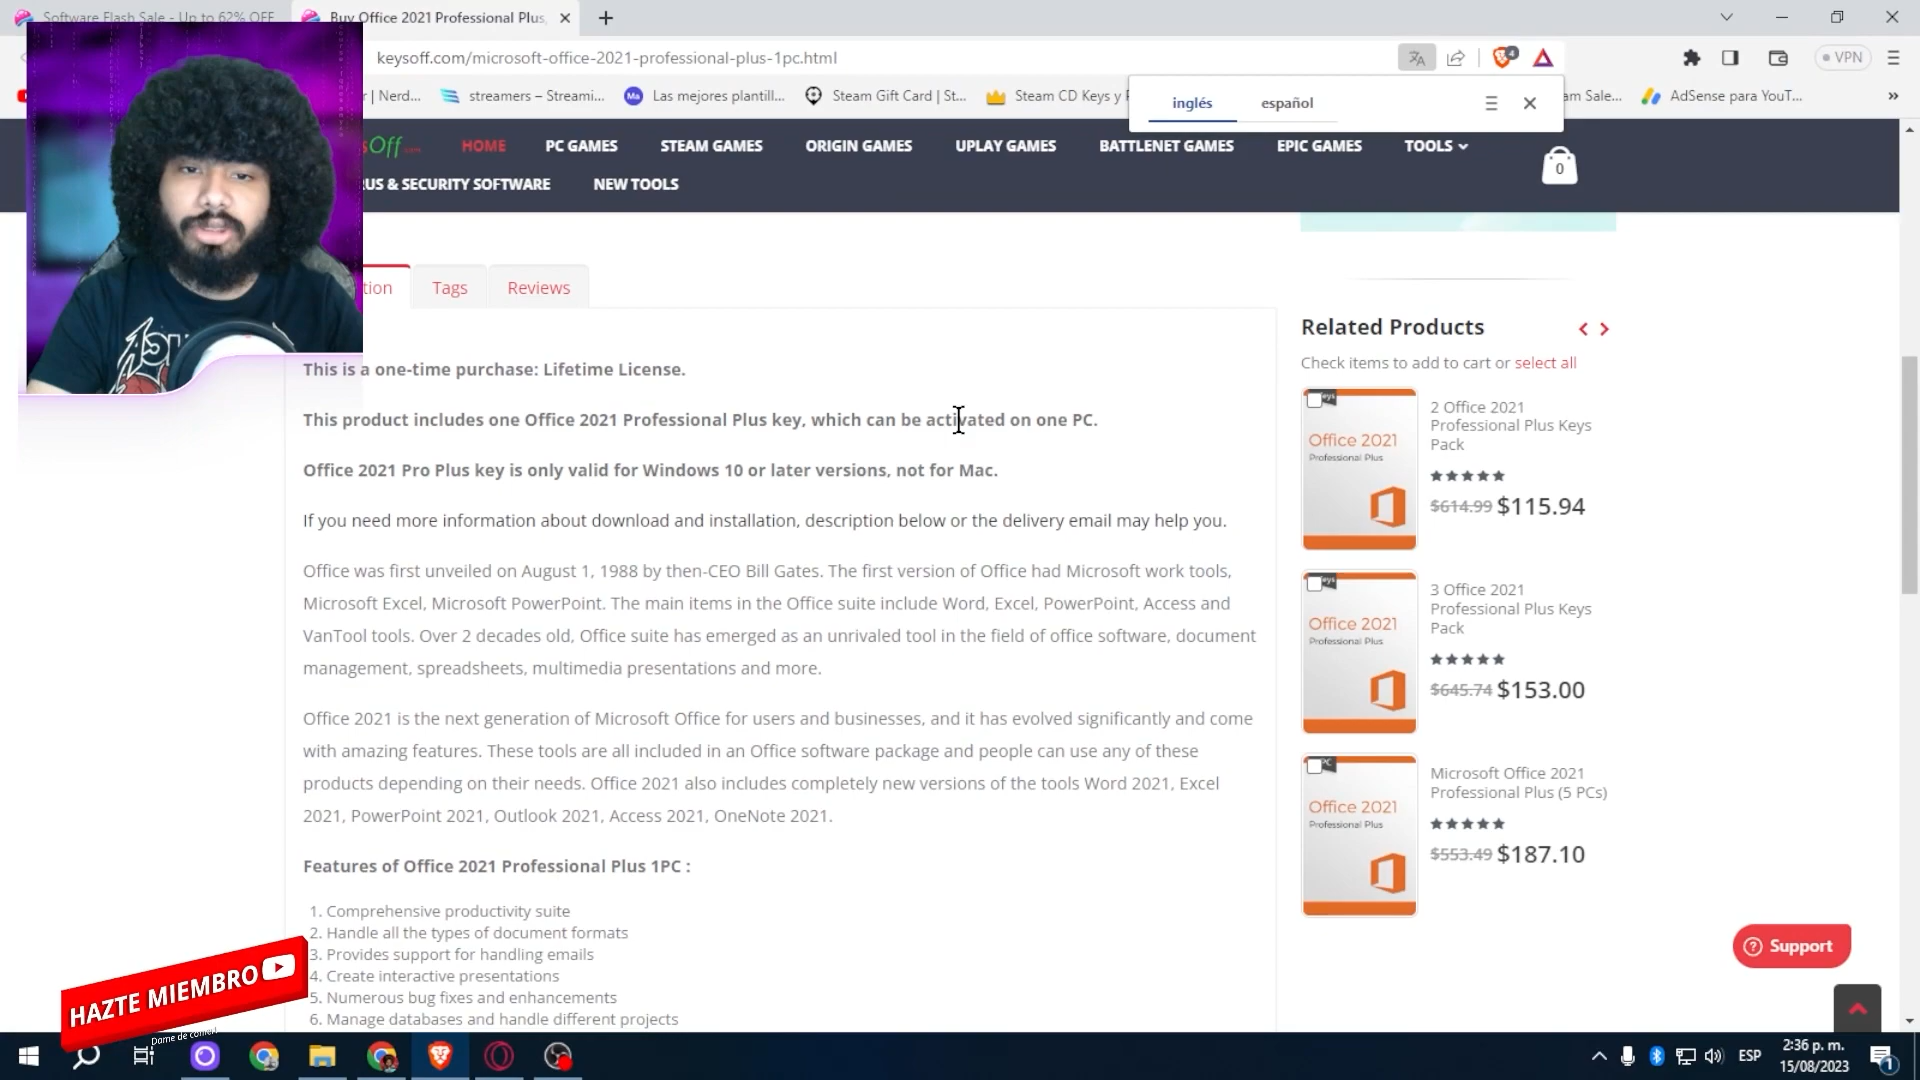 Software Flash Sale - Up to 62% OFF
Buy Office 2021 Professional Plus,
keysoff.com/microsoft-office-2021-professional-plus-1pc.html
VPN
r | Nerd...
streamers – Streami...
Las mejores plantill...
Steam Gift Card | St...
Steam CD Keys y P
am Sale...
AdSense para YouT...
inglés
español
sOff.com
HOME
PC GAMES
STEAM GAMES
ORIGIN GAMES
UPLAY GAMES
BATTLENET GAMES
EPIC GAMES
TOOLS
0
RUS & SECURITY SOFTWARE
NEW TOOLS
tion
Tags
Reviews
This is a one-time purchase: Lifetime License.
This product includes one Office 2021 Professional Plus key, which can be activated on one PC.
Office 2021 Pro Plus key is only valid for Windows 10 or later versions, not for Mac.
If you need more information about download and installation, description below or the delivery email may help you.
Office was first unveiled on August 1, 1988 by then-CEO Bill Gates. The first version of Office had Microsoft work tools,
Microsoft Excel, Microsoft PowerPoint. The main items in the Office suite include Word, Excel, PowerPoint, Access and
VanTool tools. Over 2 decades old, Office suite has emerged as an unrivaled tool in the field of office software, document
management, spreadsheets, multimedia presentations and more.
Office 2021 is the next generation of Microsoft Office for users and businesses, and it has evolved significantly and come
with amazing features. These tools are all included in an Office software package and people can use any of these
products depending on their needs. Office 2021 also includes completely new versions of the tools Word 2021, Excel
2021, PowerPoint 2021, Outlook 2021, Access 2021, OneNote 2021.
Features of Office 2021 Professional Plus 1PC :
1. Comprehensive productivity suite
2. Handle all the types of document formats
3. Provides support for handling emails
4. Create interactive presentations
5. Numerous bug fixes and enhancements
6. Manage databases and handle different projects
Related Products
Check items to add to cart or select all
Office 2021
Professional Plus
2 Office 2021
Professional Plus Keys
Pack
$614.99 $115.94
Office 2021
Professional Plus
3 Office 2021
Professional Plus Keys
Pack
$645.74 $153.00
Office 2021
Professional Plus
Microsoft Office 2021
Professional Plus (5 PCs)
$553.49 $187.10
Support
HAZTE MIEMBRO
Dame de comer!
ESP
2:36 p. m.
15/08/2023
1